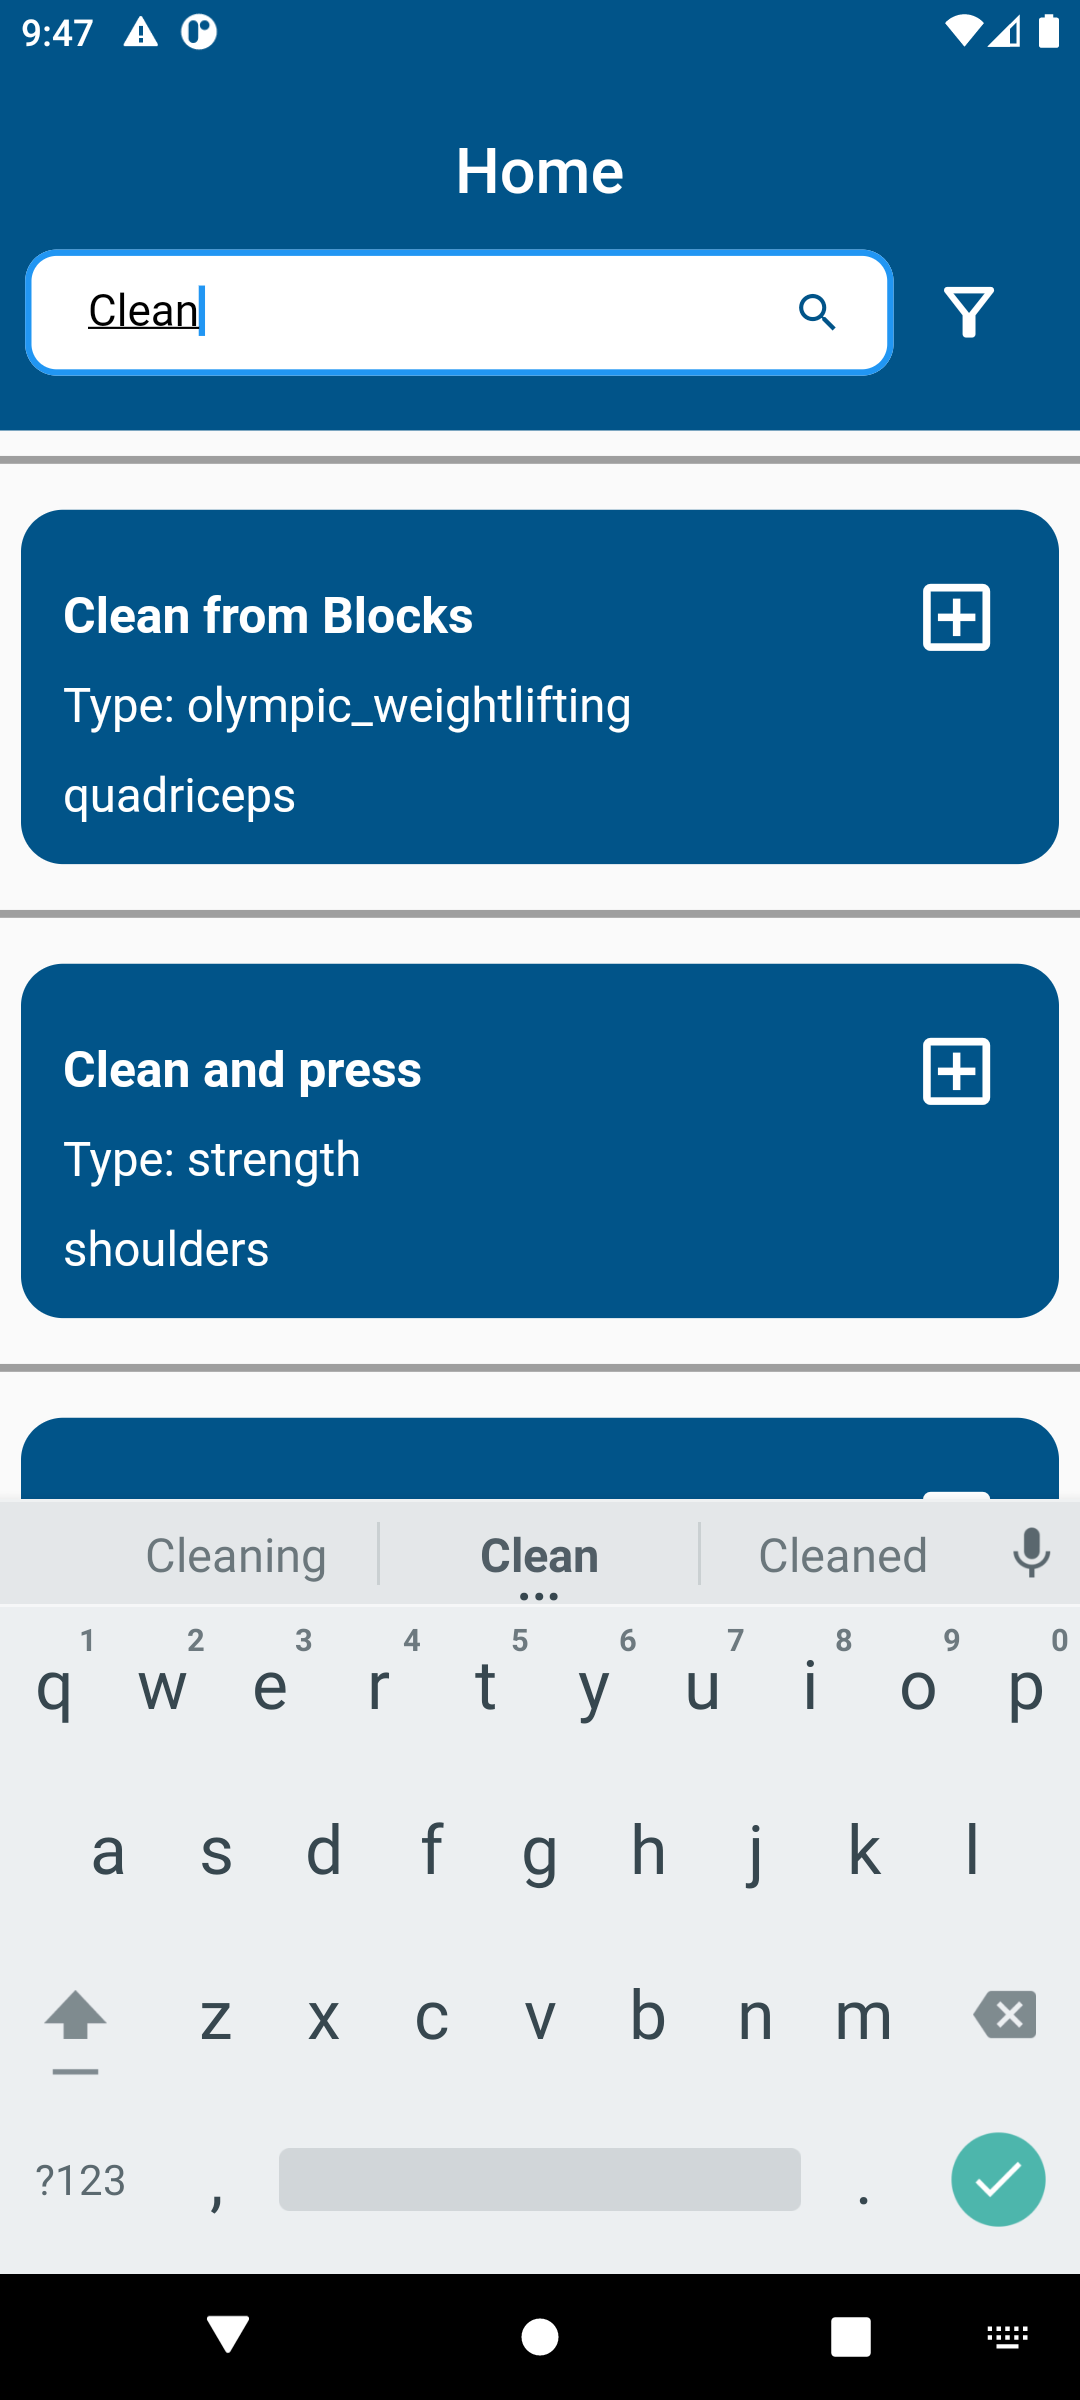 9:47
Home
Clean
Clean from Blocks
Type: olympic_weightlifting
quadriceps
Clean and press
Type: strength
shoulders
Cleaning Clean Cleaned
1 2 3 4 5 6 7 8 9 0
q w e r t y u i o p
a s d f g h j k l
z x c v b n m
?123 , .